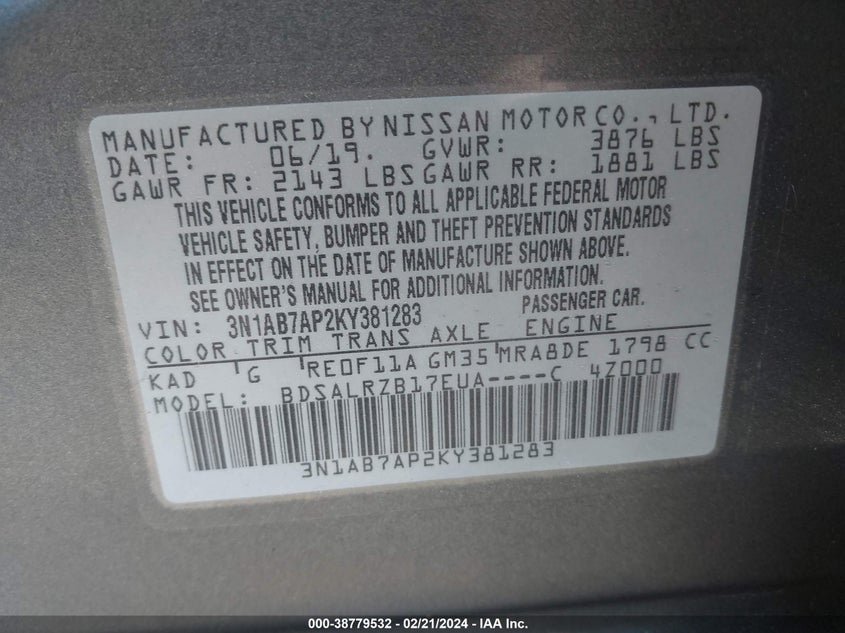 MANUFACTURED BY NISSAN MOTOR CO., LTD.
DATE: 06/19. GVWR: 3876 LBS
GAWR FR: 2143 LBS GAWR RR: 1881 LBS
THIS VEHICLE CONFORMS TO ALL APPLICABLE FEDERAL MOTOR
VEHICLE SAFETY, BUMPER AND THEFT PREVENTION STANDARDS
IN EFFECT ON THE DATE OF MANUFACTURE SHOWN ABOVE.
SEE OWNER'S MANUAL FOR ADDITIONAL INFORMATION.
VIN: 3N1AB7AP2KY381283 PASSENGER CAR.
COLOR TRIM TRANS AXLE ENGINE
KAD G RE0F11A GM35 MRA8DE 1798 CC
MODEL: BDSALRZB17EUA----C 4Z000
3N1AB7AP2KY381283
000-38779532 - 02/21/2024 - IAA Inc.